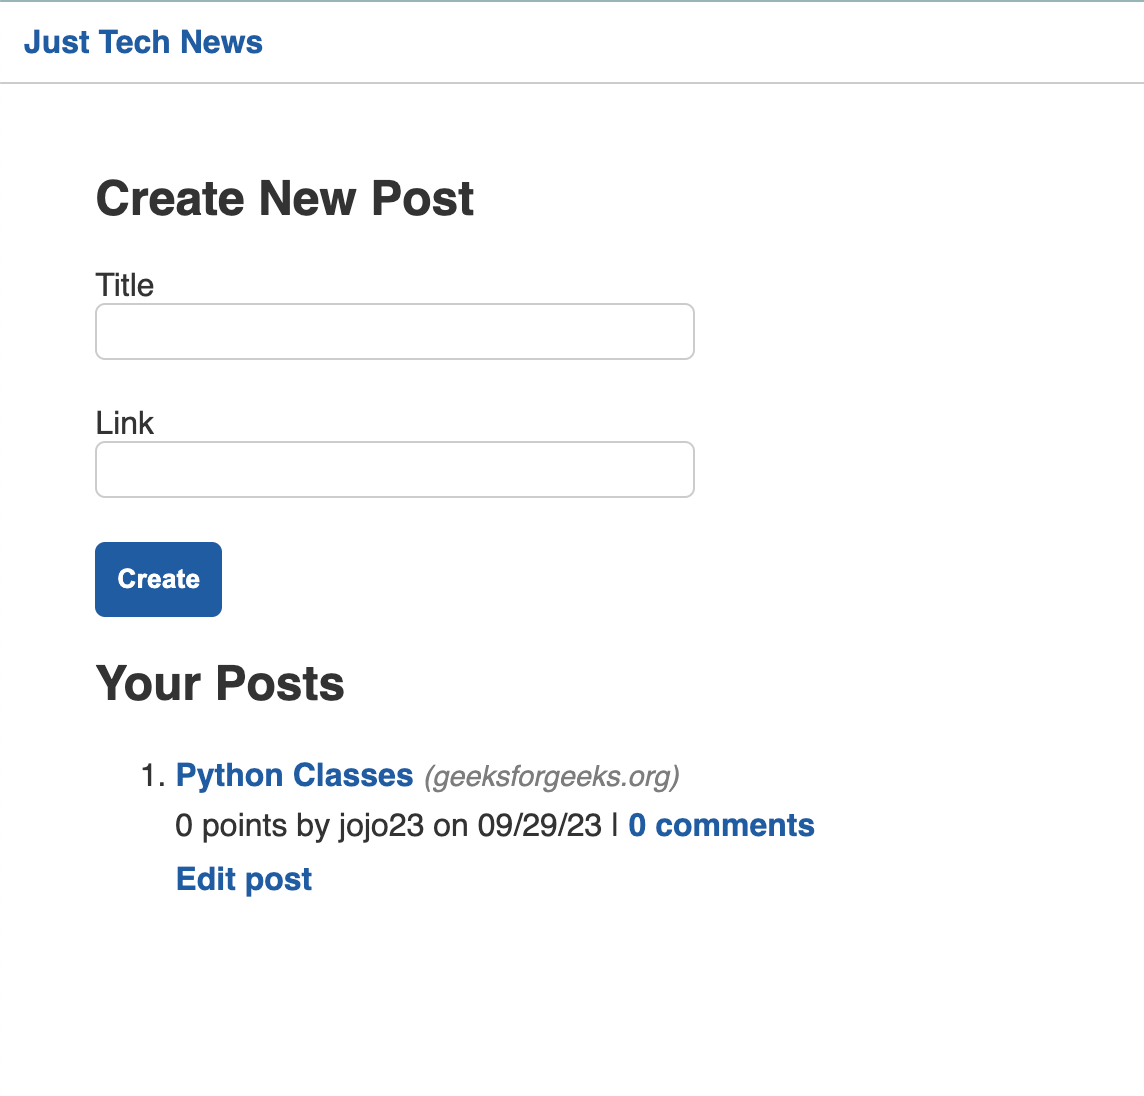 Just Tech News
Create New Post
Title
Link
Create
Your Posts
1. Python Classes (geeksforgeeks.org)
0 points by jojo23 on 09/29/23 | 0 comments
Edit post